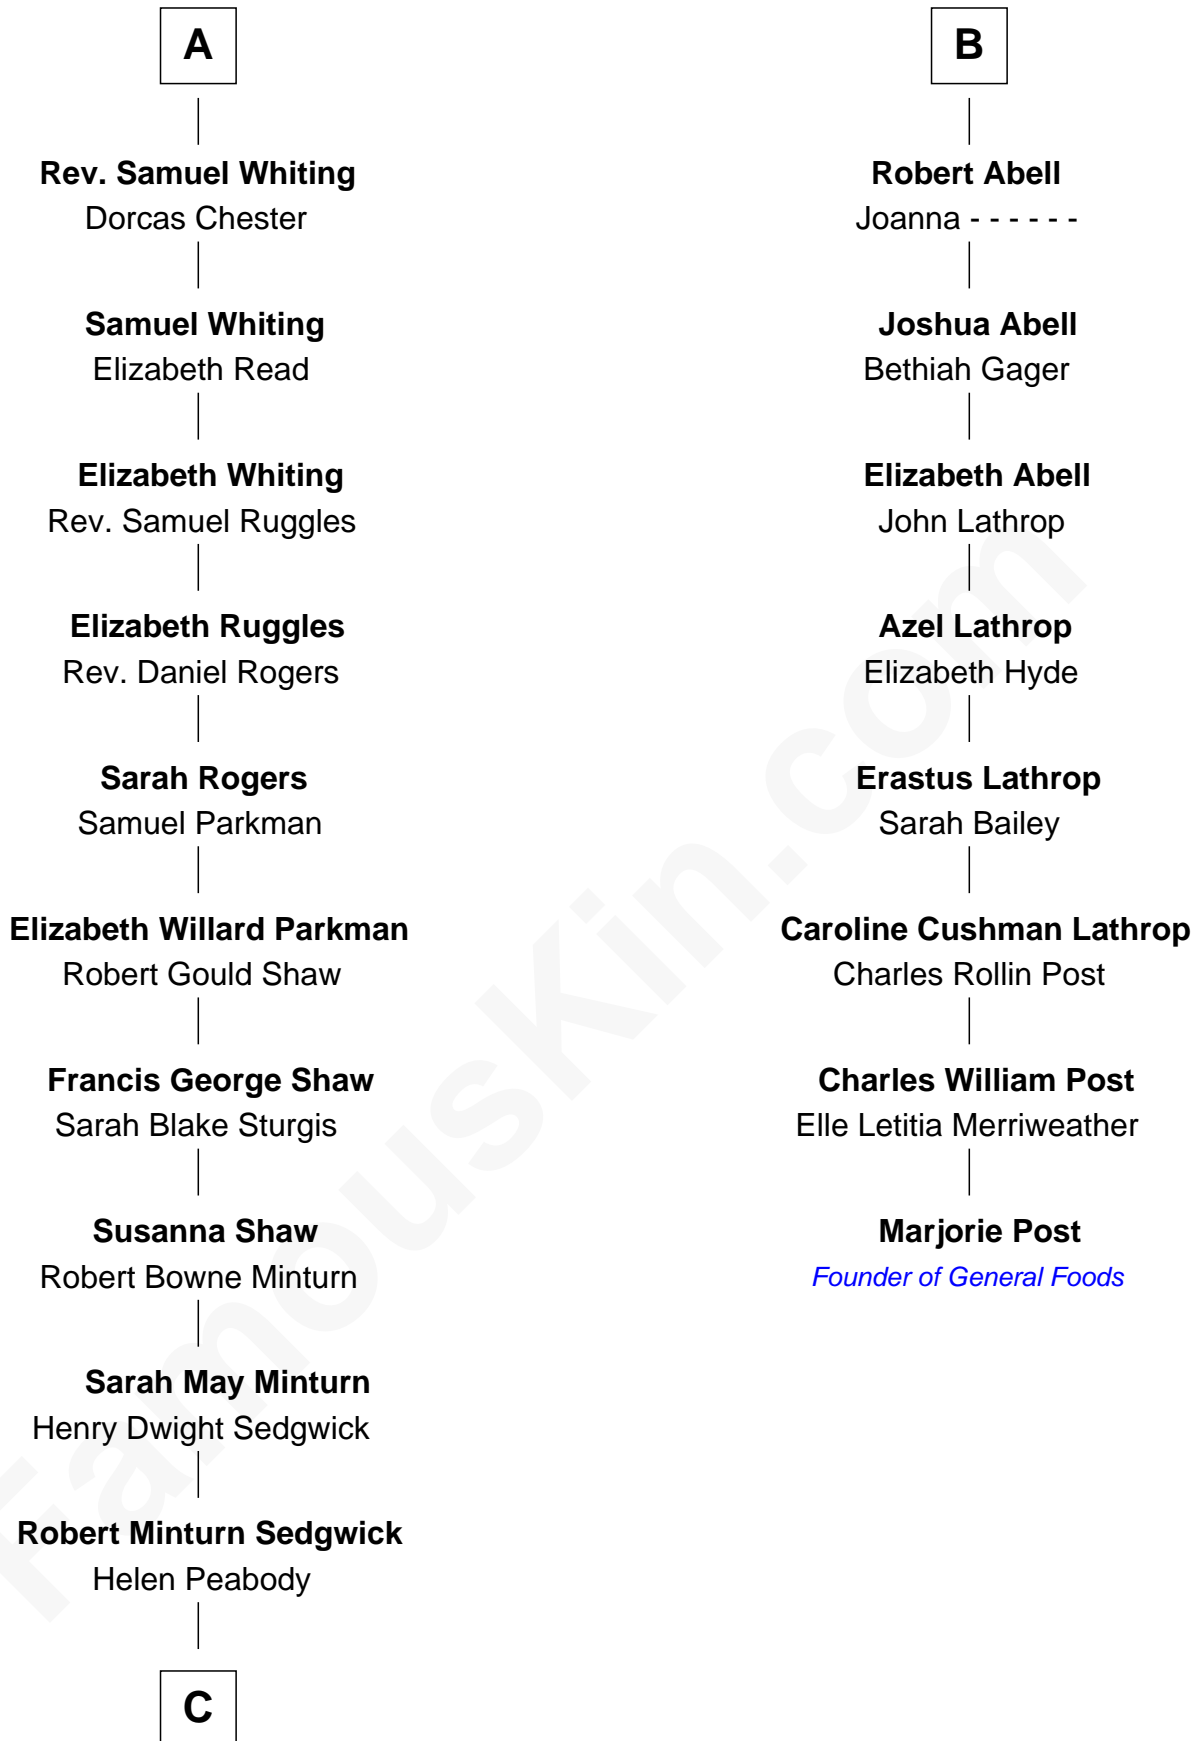 A
Rev. Samuel Whiting
Dorcas Chester
Samuel Whiting
Elizabeth Read
Elizabeth Whiting
Rev. Samuel Ruggles
Elizabeth Ruggles
Rev. Daniel Rogers
Sarah Rogers
Samuel Parkman
Elizabeth Willard Parkman
Robert Gould Shaw
Francis George Shaw
Sarah Blake Sturgis
Susanna Shaw
Robert Bowne Minturn
Sarah May Minturn
Henry Dwight Sedgwick
Robert Minturn Sedgwick
Helen Peabody
C
B
Robert Abell
Joanna - - - - - -
Joshua Abell
Bethiah Gager
Elizabeth Abell
John Lathrop
Azel Lathrop
Elizabeth Hyde
Erastus Lathrop
Sarah Bailey
Caroline Cushman Lathrop
Charles Rollin Post
Charles William Post
Elle Letitia Merriweather
Marjorie Post
Founder of General Foods
FamousKin.com